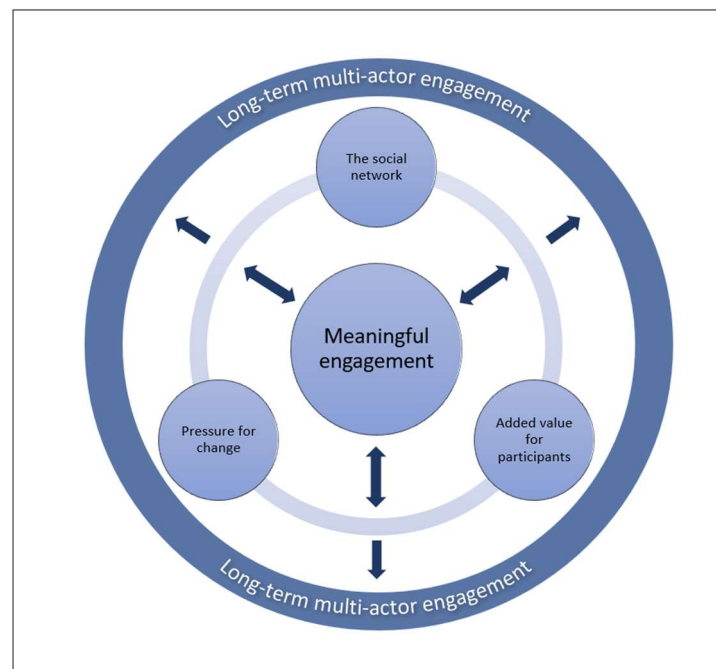 Long-term multi-actor engagement
The social
network
Meaningful
engagement
Pressure for
change
Added value for
participants
Long-term multi-actor engagement